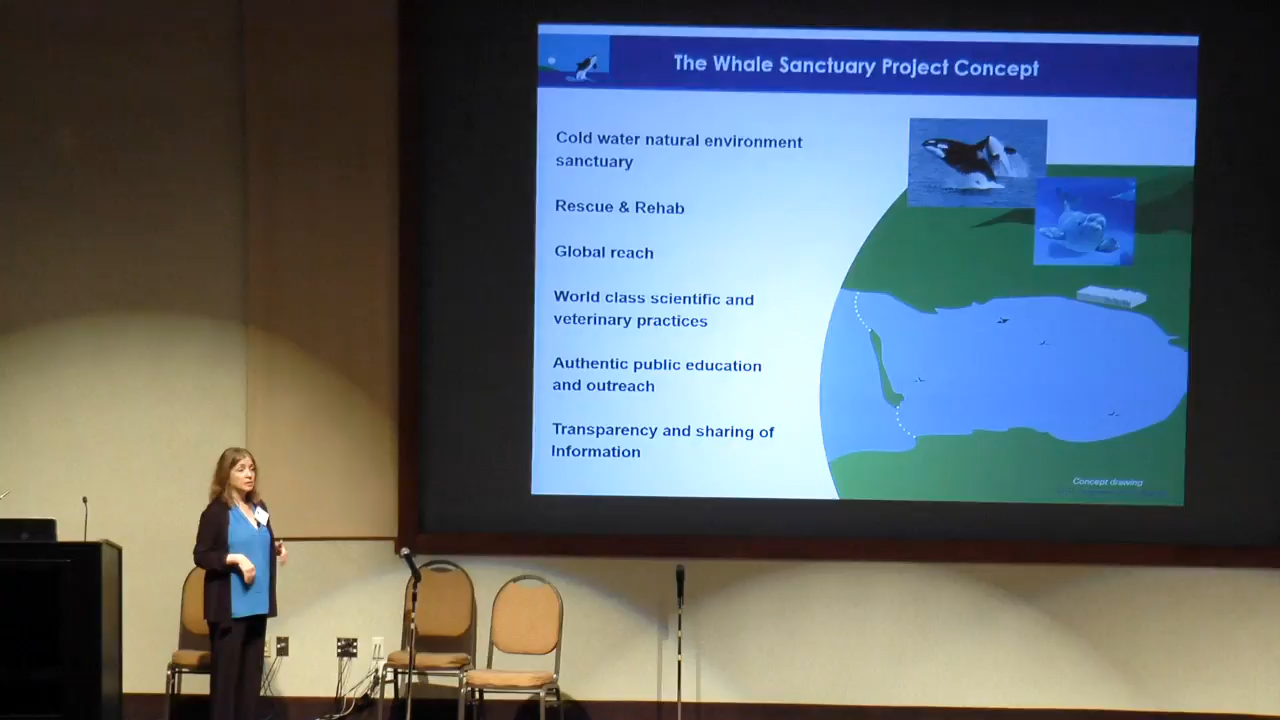 The Whale Sanctuary Project Concept
Cold water natural environment
sanctuary
Rescue & Rehab
Global reach
World class scientific and
veterinary practices
Authentic public education
and outreach
Transparency and sharing of
Information
Concept drawing